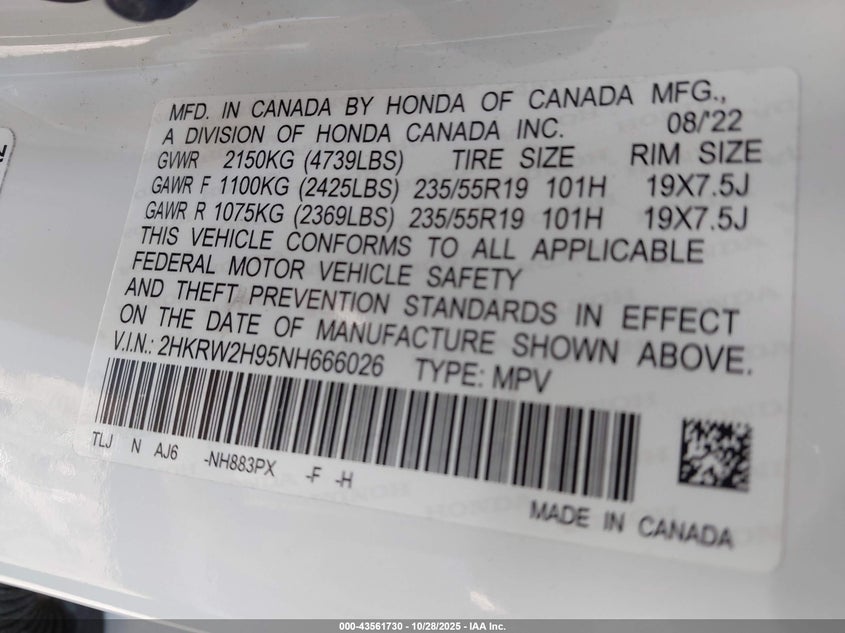 MFD. IN CANADA BY HONDA OF CANADA MFG.,
A DIVISION OF HONDA CANADA INC. 08/'22
GVWR 2150KG (4739LBS) TIRE SIZE RIM SIZE
GAWR F 1100KG (2425LBS) 235/55R19 101H 19X7.5J
GAWR R 1075KG (2369LBS) 235/55R19 101H 19X7.5J
THIS VEHICLE CONFORMS TO ALL APPLICABLE
FEDERAL MOTOR VEHICLE SAFETY
AND THEFT PREVENTION STANDARDS IN EFFECT
ON THE DATE OF MANUFACTURE SHOWN ABOVE.
V.I.N.: 2HKRW2H95NH666026 TYPE: MPV
TLJ N AJ6 -NH883PX -F -H
MADE IN CANADA
000-43561730 | 10/28/2025 | IAA Inc.